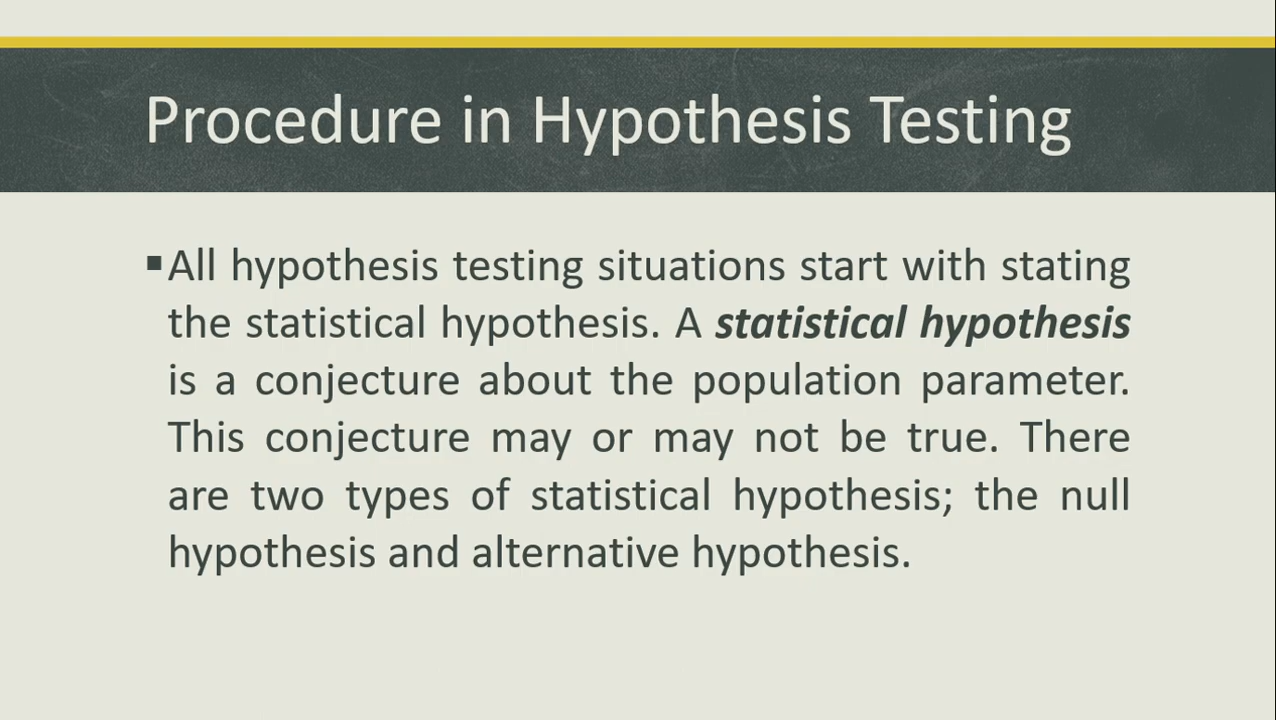 Procedure in Hypothesis Testing
▪All hypothesis testing situations start with stating
the statistical hypothesis. A statistical hypothesis
is a conjecture about the population parameter.
This conjecture may or may not be true. There
are two types of statistical hypothesis; the null
hypothesis and alternative hypothesis.